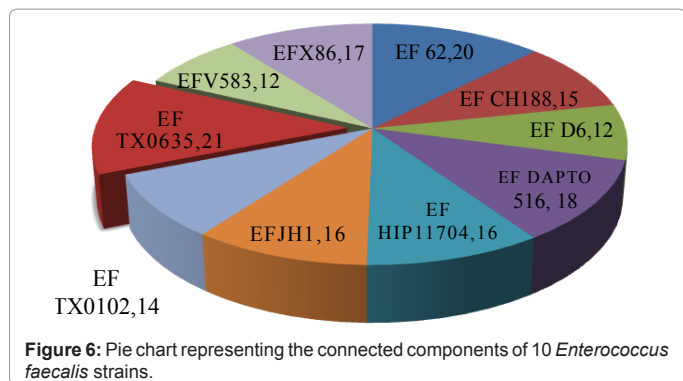 EFX86,17
EF 62,20
EFV583,12
EF CH188,15
EF
TX0635,21
EF D6,12
EF DAPTO
516, 18
EF
HIP11704,16
EFJH1,16
EF
TX0102,14
Figure 6: Pie chart representing the connected components of 10 Enterococcus
faecalis strains.